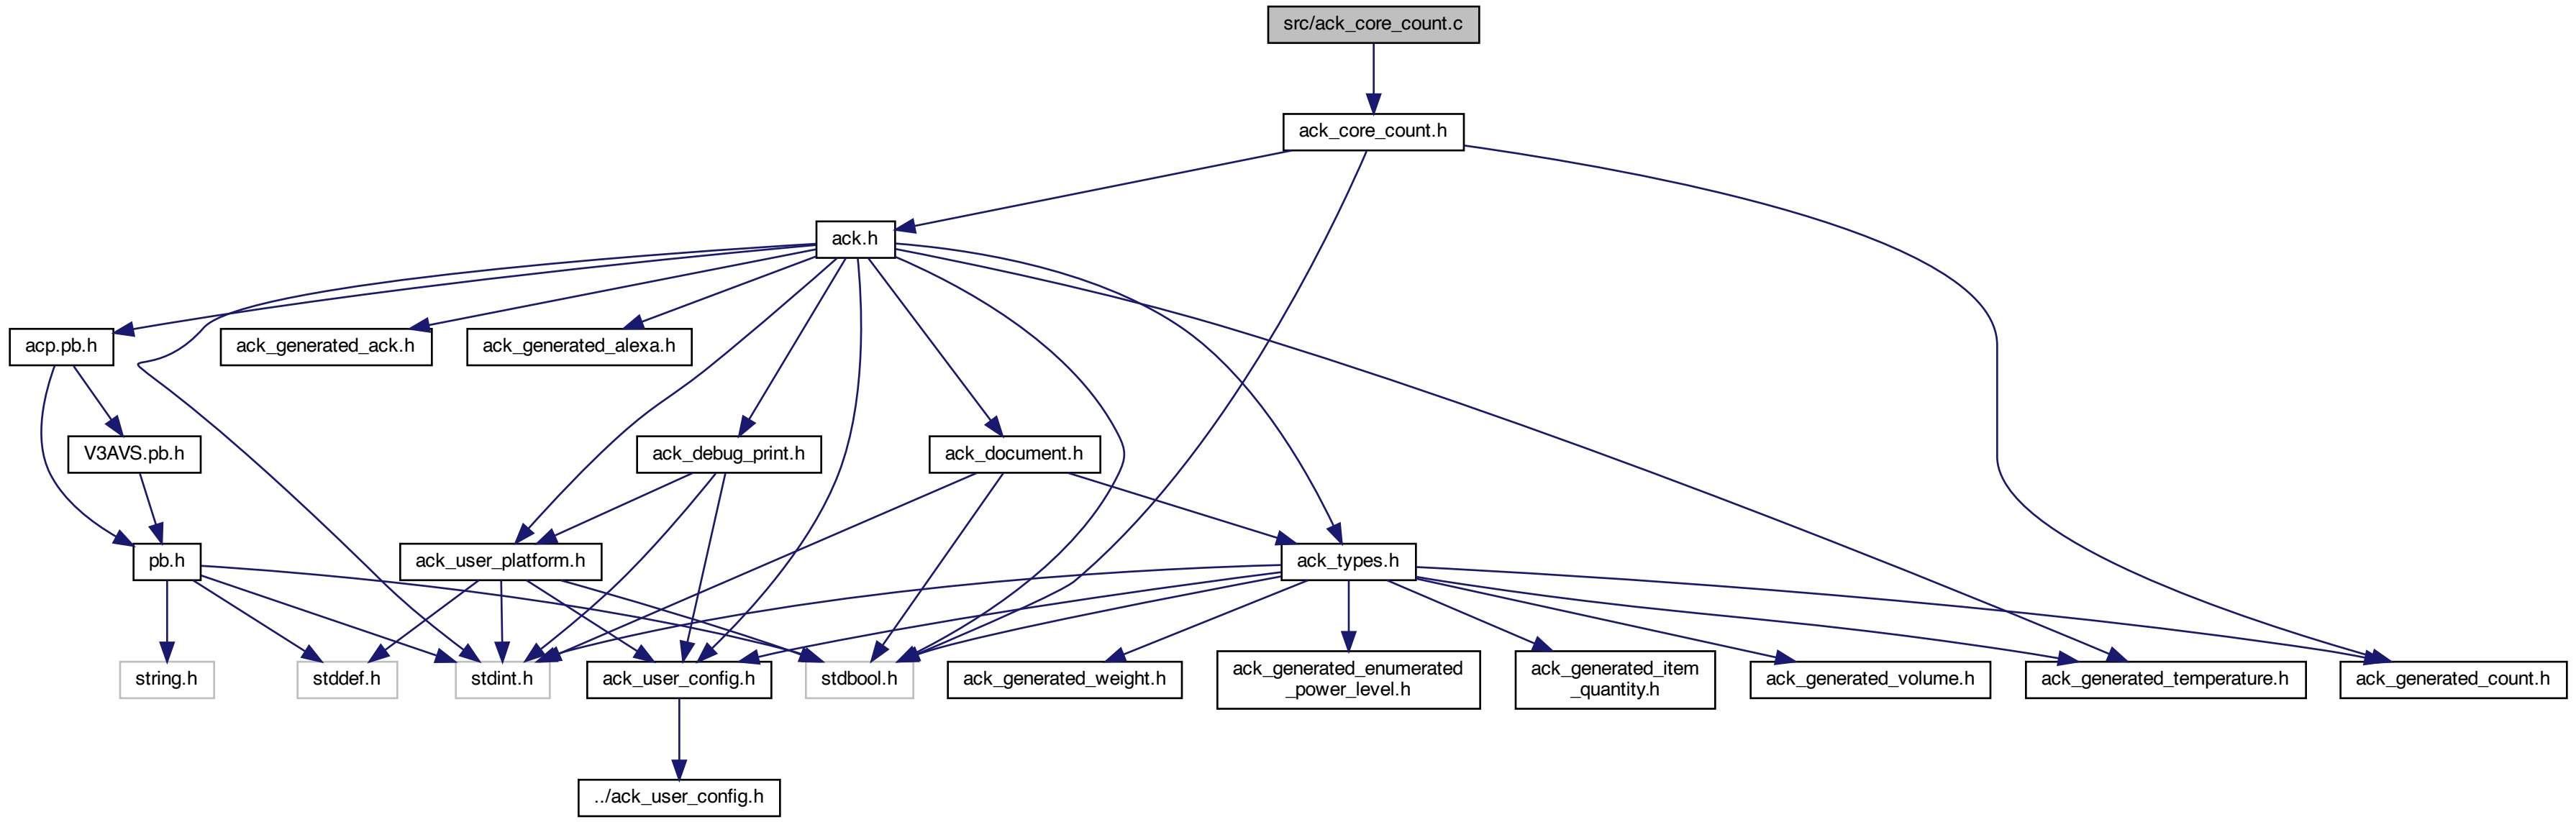 src/ack_core_count.c
ack_core_count.h
ack.h
acp.pb.h
ack_generated_ack.h
ack_generated_alexa.h
V3AVS.pb.h
ack_debug_print.h
ack_document.h
pb.h
ack_user_platform.h
ack_types.h
string.h
stddef.h
stdint.h
ack_user_config.h
stdbool.h
ack_generated_weight.h
ack_generated_enumerated
_power_level.h
ack_generated_item
_quantity.h
ack_generated_volume.h
ack_generated_temperature.h
ack_generated_count.h
../ack_user_config.h